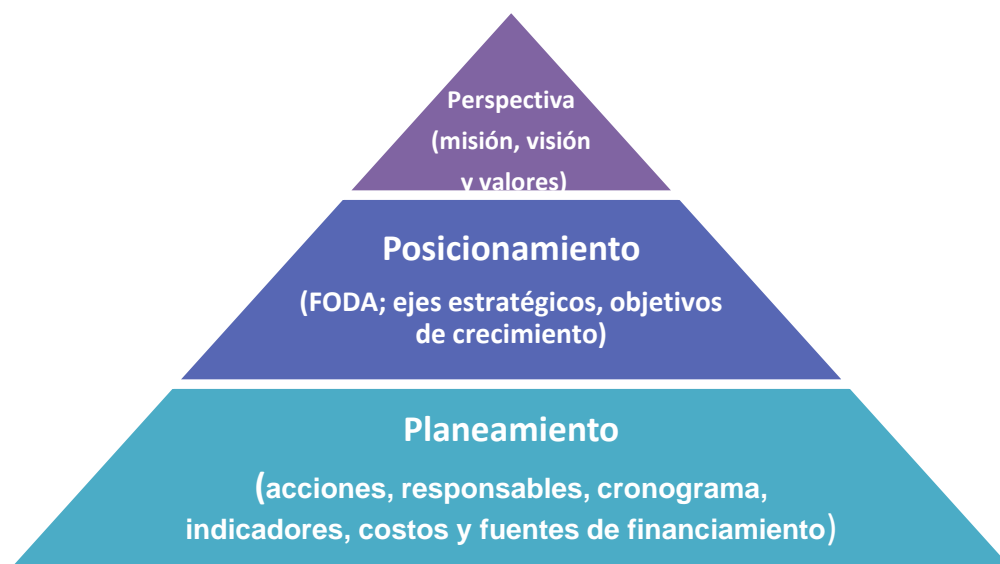 Perspectiva
(misión, visión
y valores)
Posicionamiento
(FODA; ejes estratégicos, objetivos
de crecimiento)
Planeamiento
(acciones, responsables, cronograma,
indicadores, costos y fuentes de financiamiento)